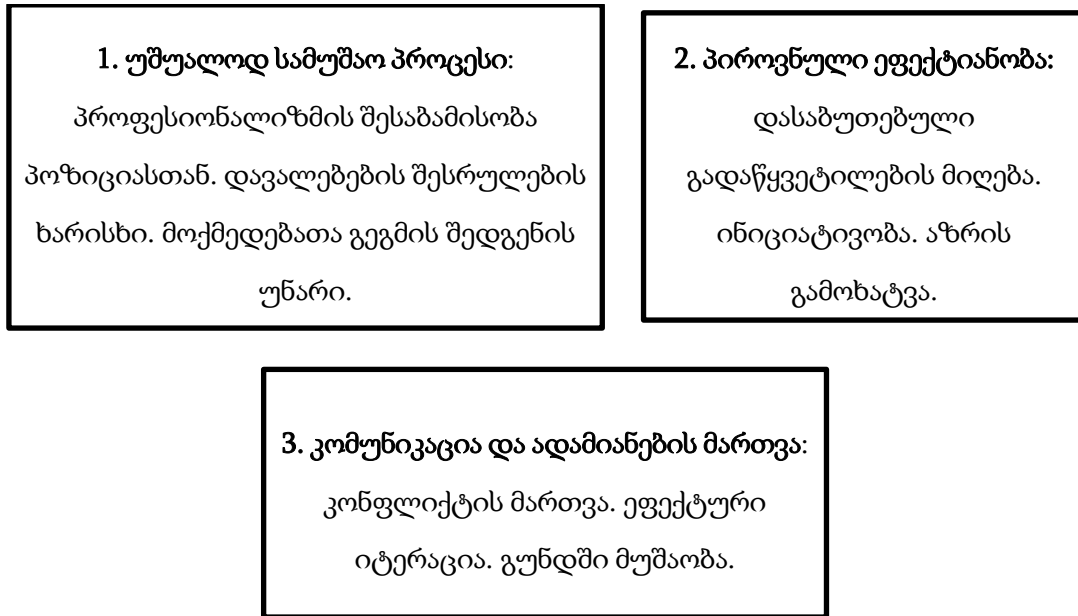 1. უშუალოდ სამუშაო პროცესი:
პროფესიონალიზმის შესაბამისობა
პოზიციასთან. დავალებების შესრულების
ხარისხი. მოქმედებათა გეგმის შედგენის
უნარი.
2. პიროვნული ეფექტიანობა:
დასაბუთებული
გადაწყვეტილების მიღება.
ინიციატივობა. აზრის
გამოხატვა.
3. კომუნიკაცია და ადამიანების მართვა:
კონფლიქტის მართვა. ეფექტური
იტერაცია. გუნდში მუშაობა.